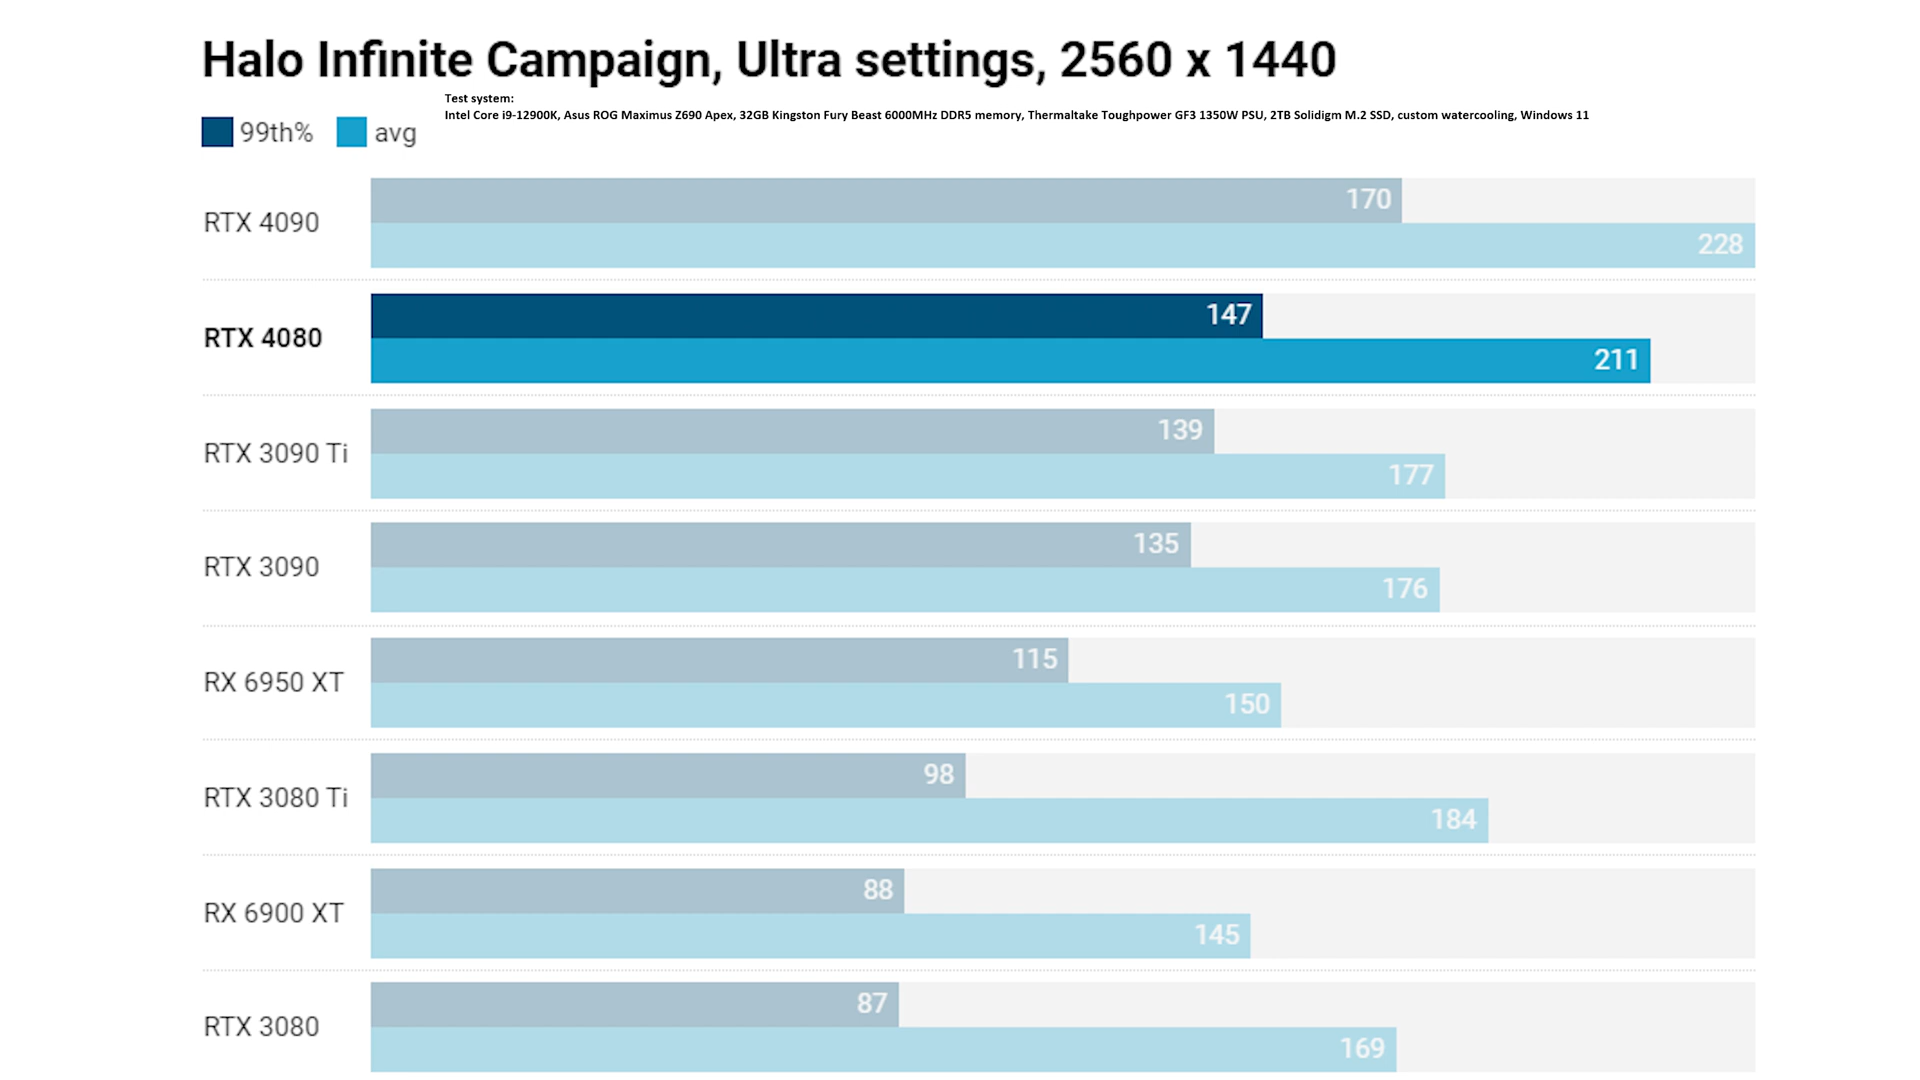 Halo Infinite Campaign, Ultra settings, 2560 x 1440
Test system:
Intel Core i9-12900K, Asus ROG Maximus Z690 Apex, 32GB Kingston Fury Beast 6000MHz DDR5 memory, Thermaltake Toughpower GF3 1350W PSU, 2TB Solidigm M.2 SSD, custom watercooling, Windows 11
99th% avg
RTX 4090
170
228
RTX 4080
147
211
RTX 3090 Ti
139
177
RTX 3090
135
176
RX 6950 XT
115
150
RTX 3080 Ti
98
184
RX 6900 XT
88
145
RTX 3080
87
169